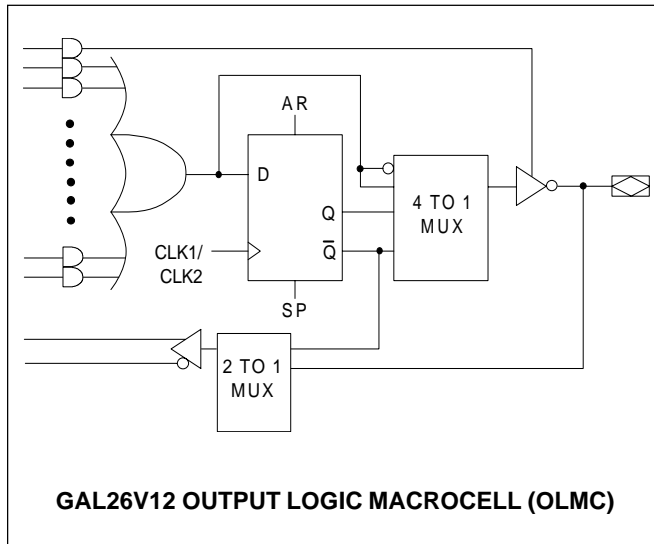 AR
D
4 TO 1
MUX
Q
CLK1/
CLK2
Q̅
SP
2 TO 1
MUX
GAL26V12 OUTPUT LOGIC MACROCELL (OLMC)